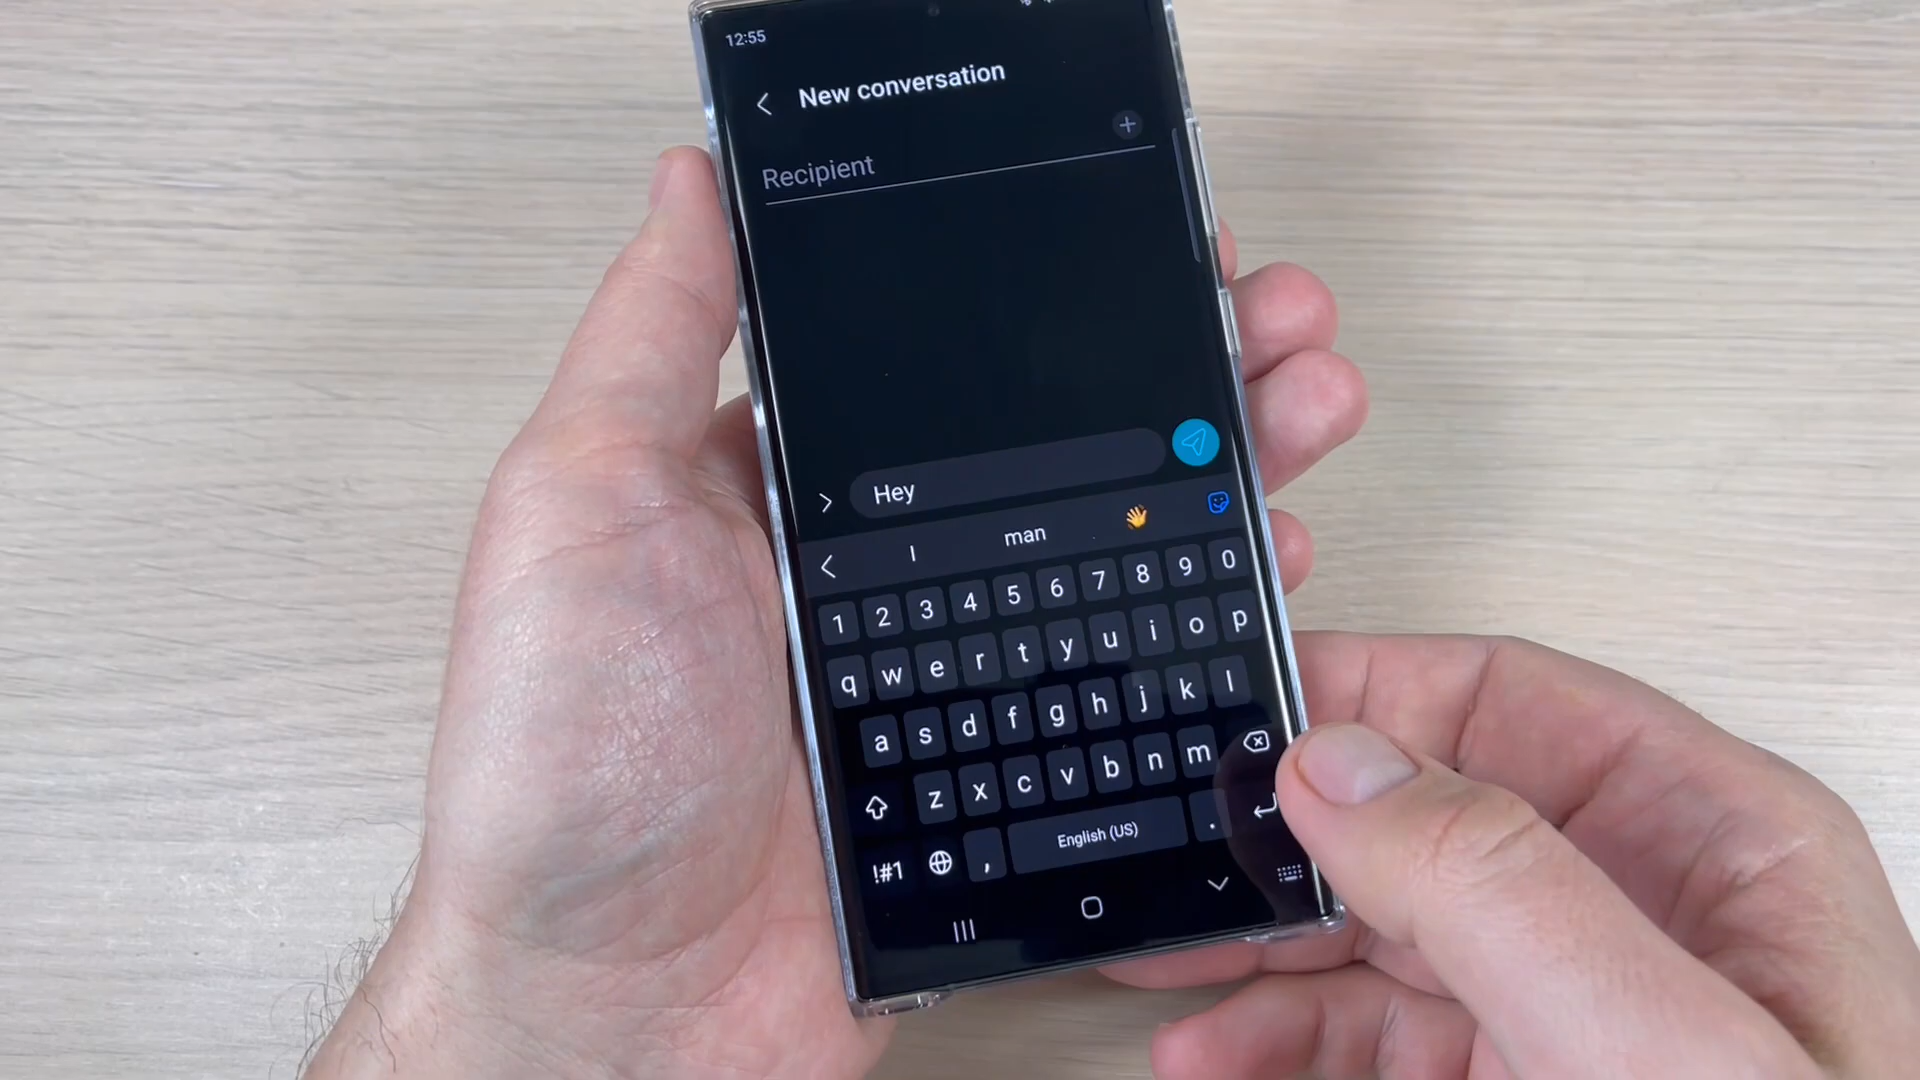 12:55
New conversation
Recipient
Hey
I man
1 2 3 4 5 6 7 8 9 0
q w e r t y u i o p
a s d f g h j k l
z x c v b n m
!#1 , English (US) .